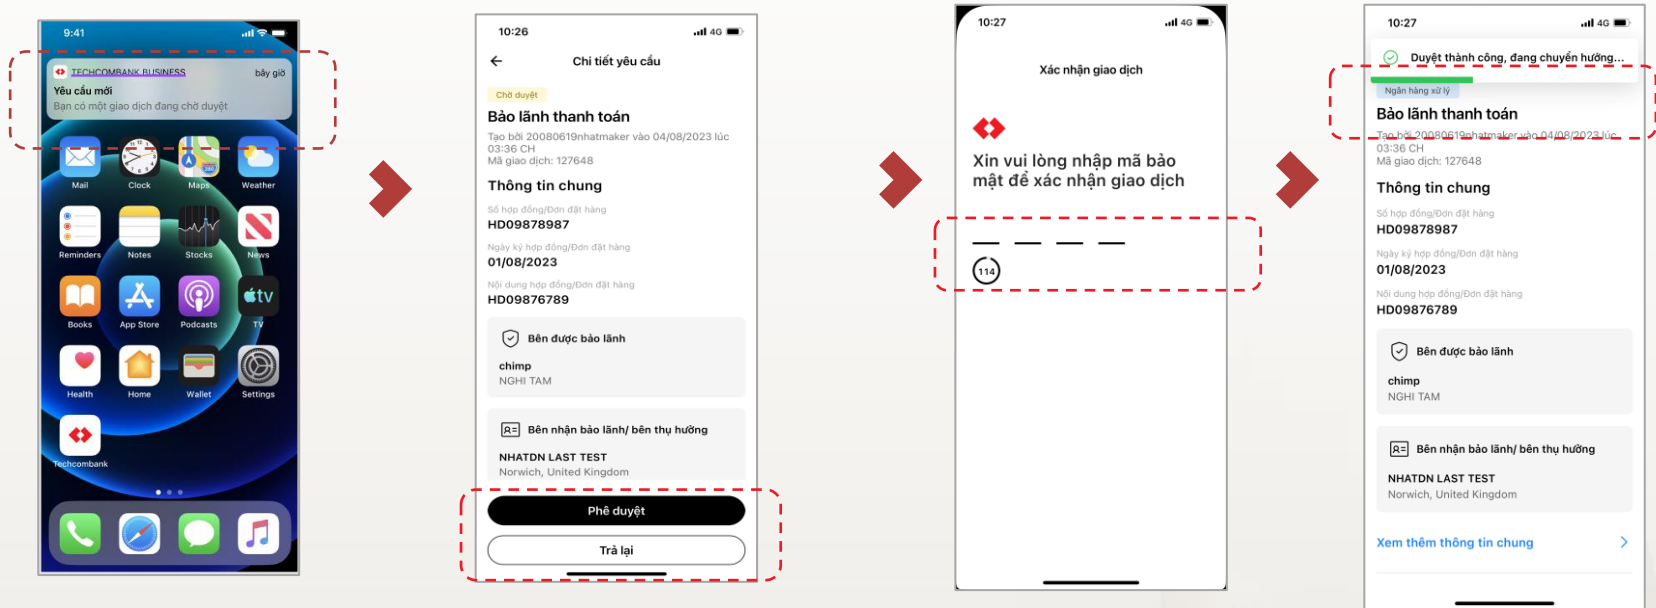 9:41
TECHCOMBANK BUSINESS
bây giờ
Yêu cầu mới
Bạn có một giao dịch đang chờ duyệt
Mail
Clock
Maps
Weather
Reminders
Notes
Stocks
News
Books
App Store
Podcasts
TV
tv
Health
Home
Wallet
Settings
Techcombank
10:26
4G
Chi tiết yêu cầu
Chờ duyệt
Bảo lãnh thanh toán
Tạo bởi 20080619nhatmaker vào 04/08/2023 lúc
03:36 CH
Mã giao dịch: 127648
Thông tin chung
Số hợp đồng/Đơn đặt hàng
HD09878987
Ngày ký hợp đồng/Đơn đặt hàng
01/08/2023
Nội dung hợp đồng/Đơn đặt hàng
HD09876789
Bên được bảo lãnh
chimp
NGHI TAM
Bên nhận bảo lãnh/ bên thụ hưởng
NHATDN LAST TEST
Norwich, United Kingdom
Phê duyệt
Trả lại
10:27
4G
Xác nhận giao dịch
Xin vui lòng nhập mã bảo
mật để xác nhận giao dịch
114
10:27
4G
Duyệt thành công, đang chuyển hướng...
Ngân hàng xử lý
Bảo lãnh thanh toán
Tạo bởi 20080619nhatmaker vào 04/08/2023 lúc
03:36 CH
Mã giao dịch: 127648
Thông tin chung
Số hợp đồng/Đơn đặt hàng
HD09878987
Ngày ký hợp đồng/Đơn đặt hàng
01/08/2023
Nội dung hợp đồng/Đơn đặt hàng
HD09876789
Bên được bảo lãnh
chimp
NGHI TAM
Bên nhận bảo lãnh/ bên thụ hưởng
NHATDN LAST TEST
Norwich, United Kingdom
Xem thêm thông tin chung